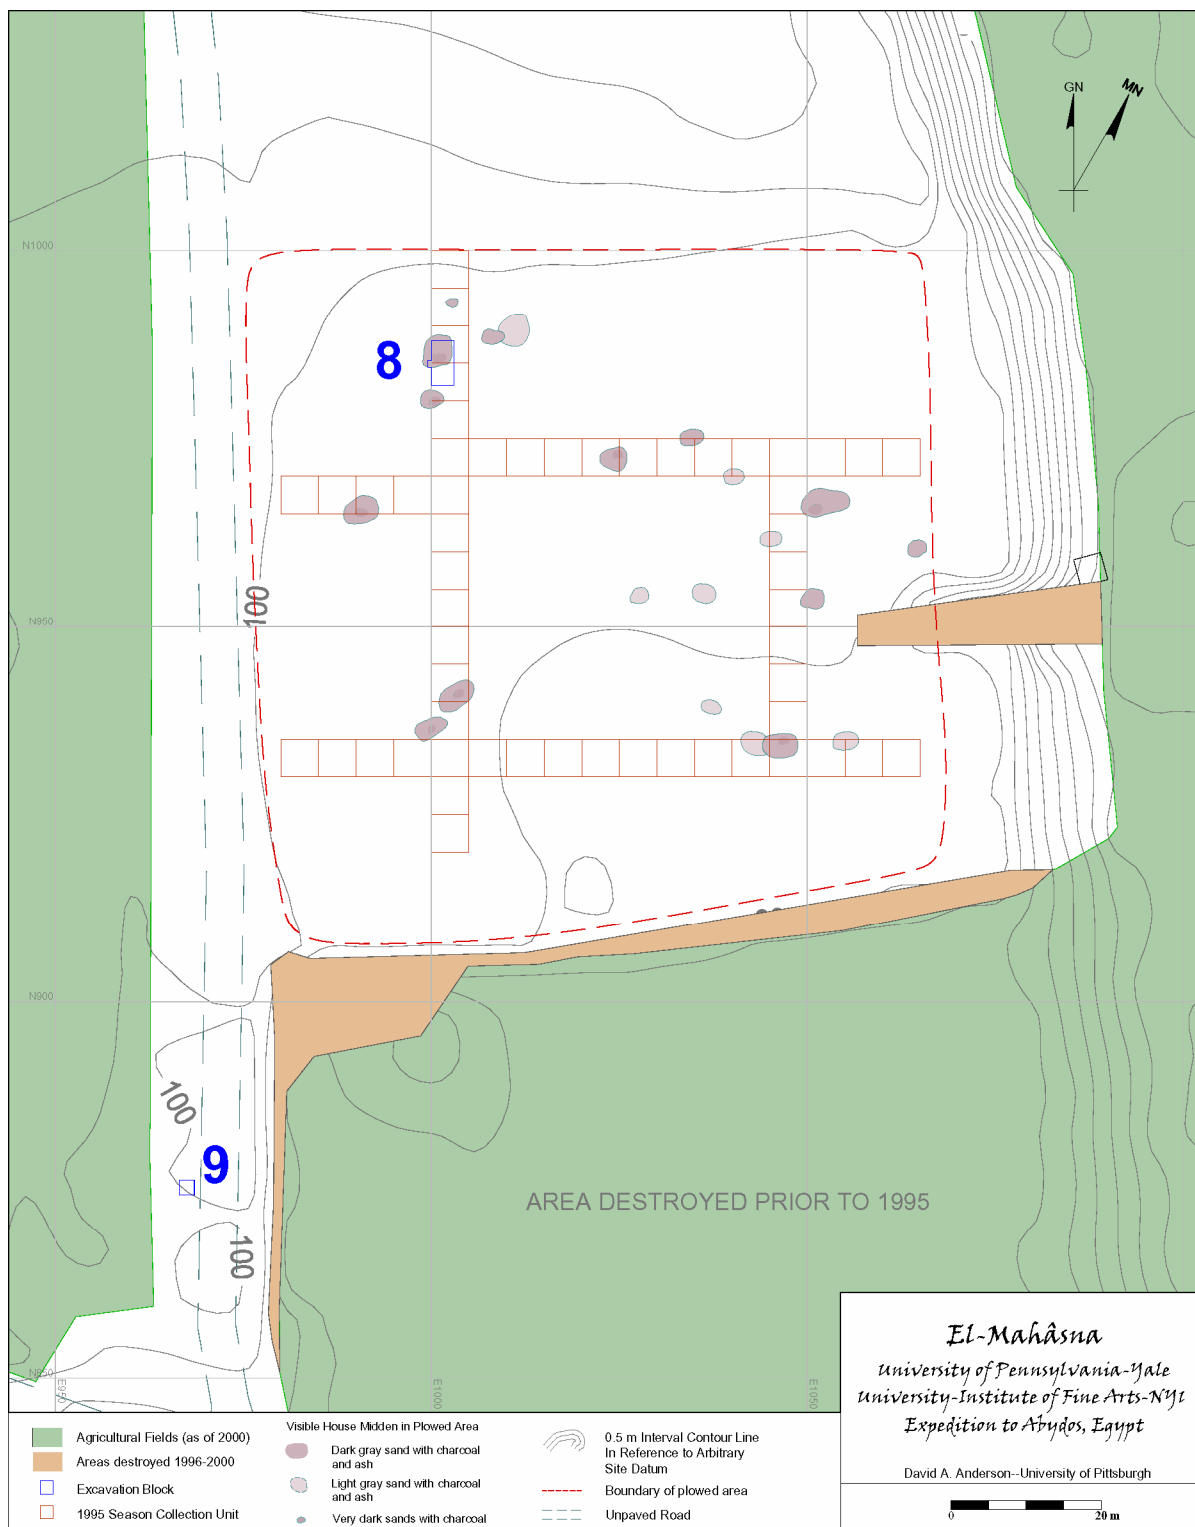 GN
MN
N1000
8
100
N950
N900
100
9
100
AREA DESTROYED PRIOR TO 1995
N850
E950
E1000
E1050
El-Mahâsna
University of Pennsylvania-Yale
University-Institute of Fine Arts-NYU
Expedition to Abydos, Egypt
David A. Anderson--University of Pittsburgh
0
20 m
Agricultural Fields (as of 2000)
Areas destroyed 1996-2000
Excavation Block
1995 Season Collection Unit
Visible House Midden in Plowed Area
Dark gray sand with charcoal
and ash
Light gray sand with charcoal
and ash
Very dark sands with charcoal
0.5 m Interval Contour Line
In Reference to Arbitrary
Site Datum
Boundary of plowed area
Unpaved Road